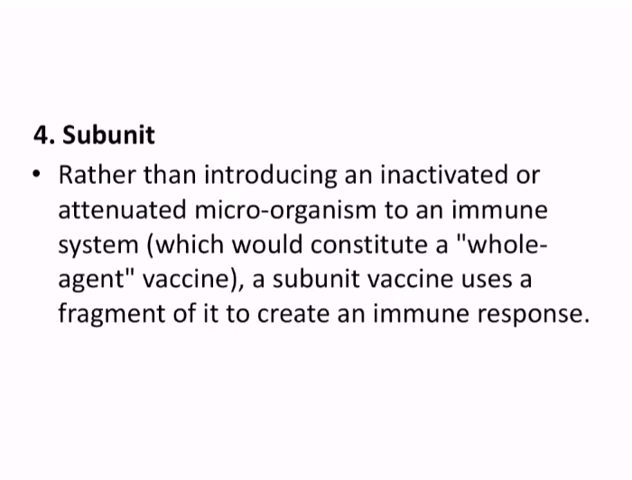 4. Subunit
• Rather than introducing an inactivated or
attenuated micro-organism to an immune
system (which would constitute a "whole-
agent" vaccine), a subunit vaccine uses a
fragment of it to create an immune response.